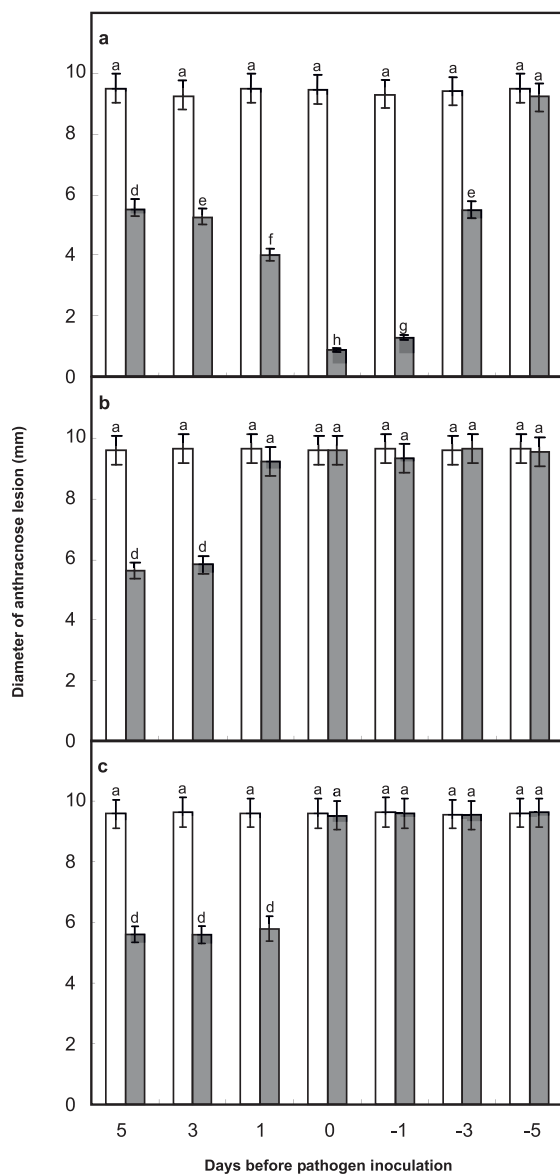 a
a a a a a a a a
10
8
d e f h g e
6
4
2
0
b
a a a a a a a a a a a a
10
8
d d
6
4
2
0
c
a a a a a a a a a a a
10
8
d d d
6
4
2
0
5 3 1 0 -1 -3 -5
Diameter of anthracnose lesion (mm)
Days before pathogen inoculation